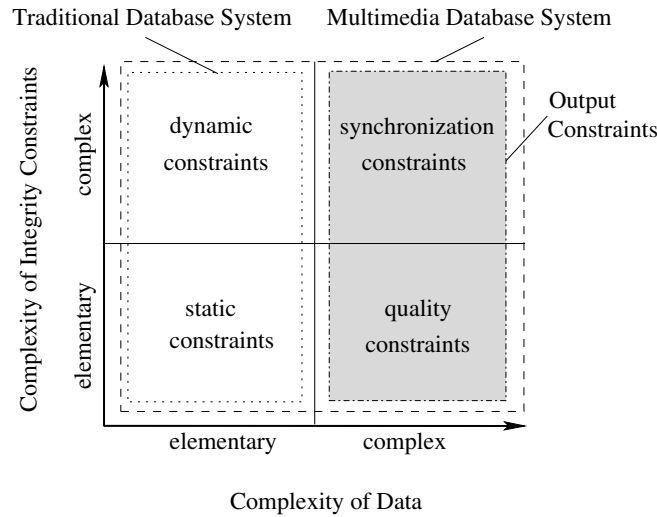 Traditional Database System
Multimedia Database System
Output
Constraints
dynamic
constraints
synchronization
constraints
static
constraints
quality
constraints
Complexity of Integrity Constraints
complex
elementary
elementary
complex
Complexity of Data